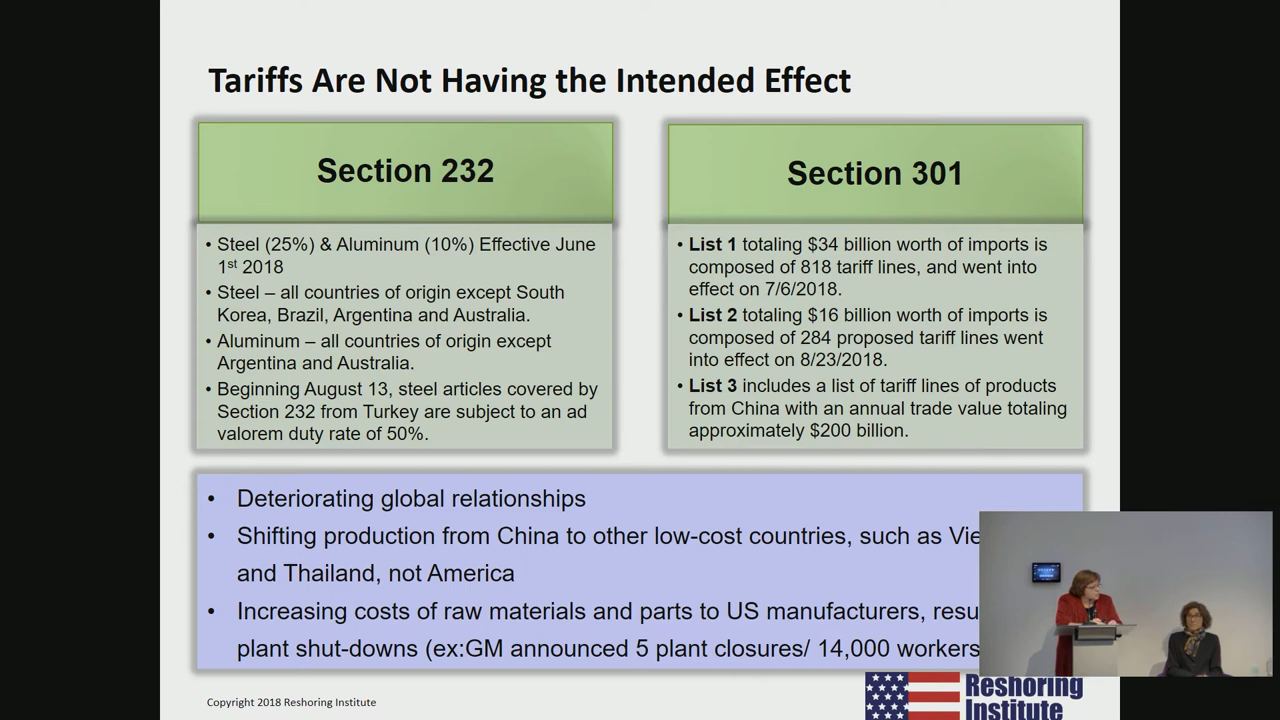 Tariffs Are Not Having the Intended Effect
Section 232
• Steel (25%) & Aluminum (10%) Effective June
1st 2018
• Steel – all countries of origin except South
Korea, Brazil, Argentina and Australia.
• Aluminum – all countries of origin except
Argentina and Australia.
• Beginning August 13, steel articles covered by
Section 232 from Turkey are subject to an ad
valorem duty rate of 50%.
Section 301
• List 1 totaling $34 billion worth of imports is
composed of 818 tariff lines, and went into
effect on 7/6/2018.
• List 2 totaling $16 billion worth of imports is
composed of 284 proposed tariff lines went
into effect on 8/23/2018.
• List 3 includes a list of tariff lines of products
from China with an annual trade value totaling
approximately $200 billion.
• Deteriorating global relationships
• Shifting production from China to other low-cost countries, such as
and Thailand, not America
• Increasing costs of raw materials and parts to US manufacturers,
plant shut-downs (ex:GM announced 5 plant closures/ 14,000 workers
Copyright 2018 Reshoring Institute
Reshoring
Institute